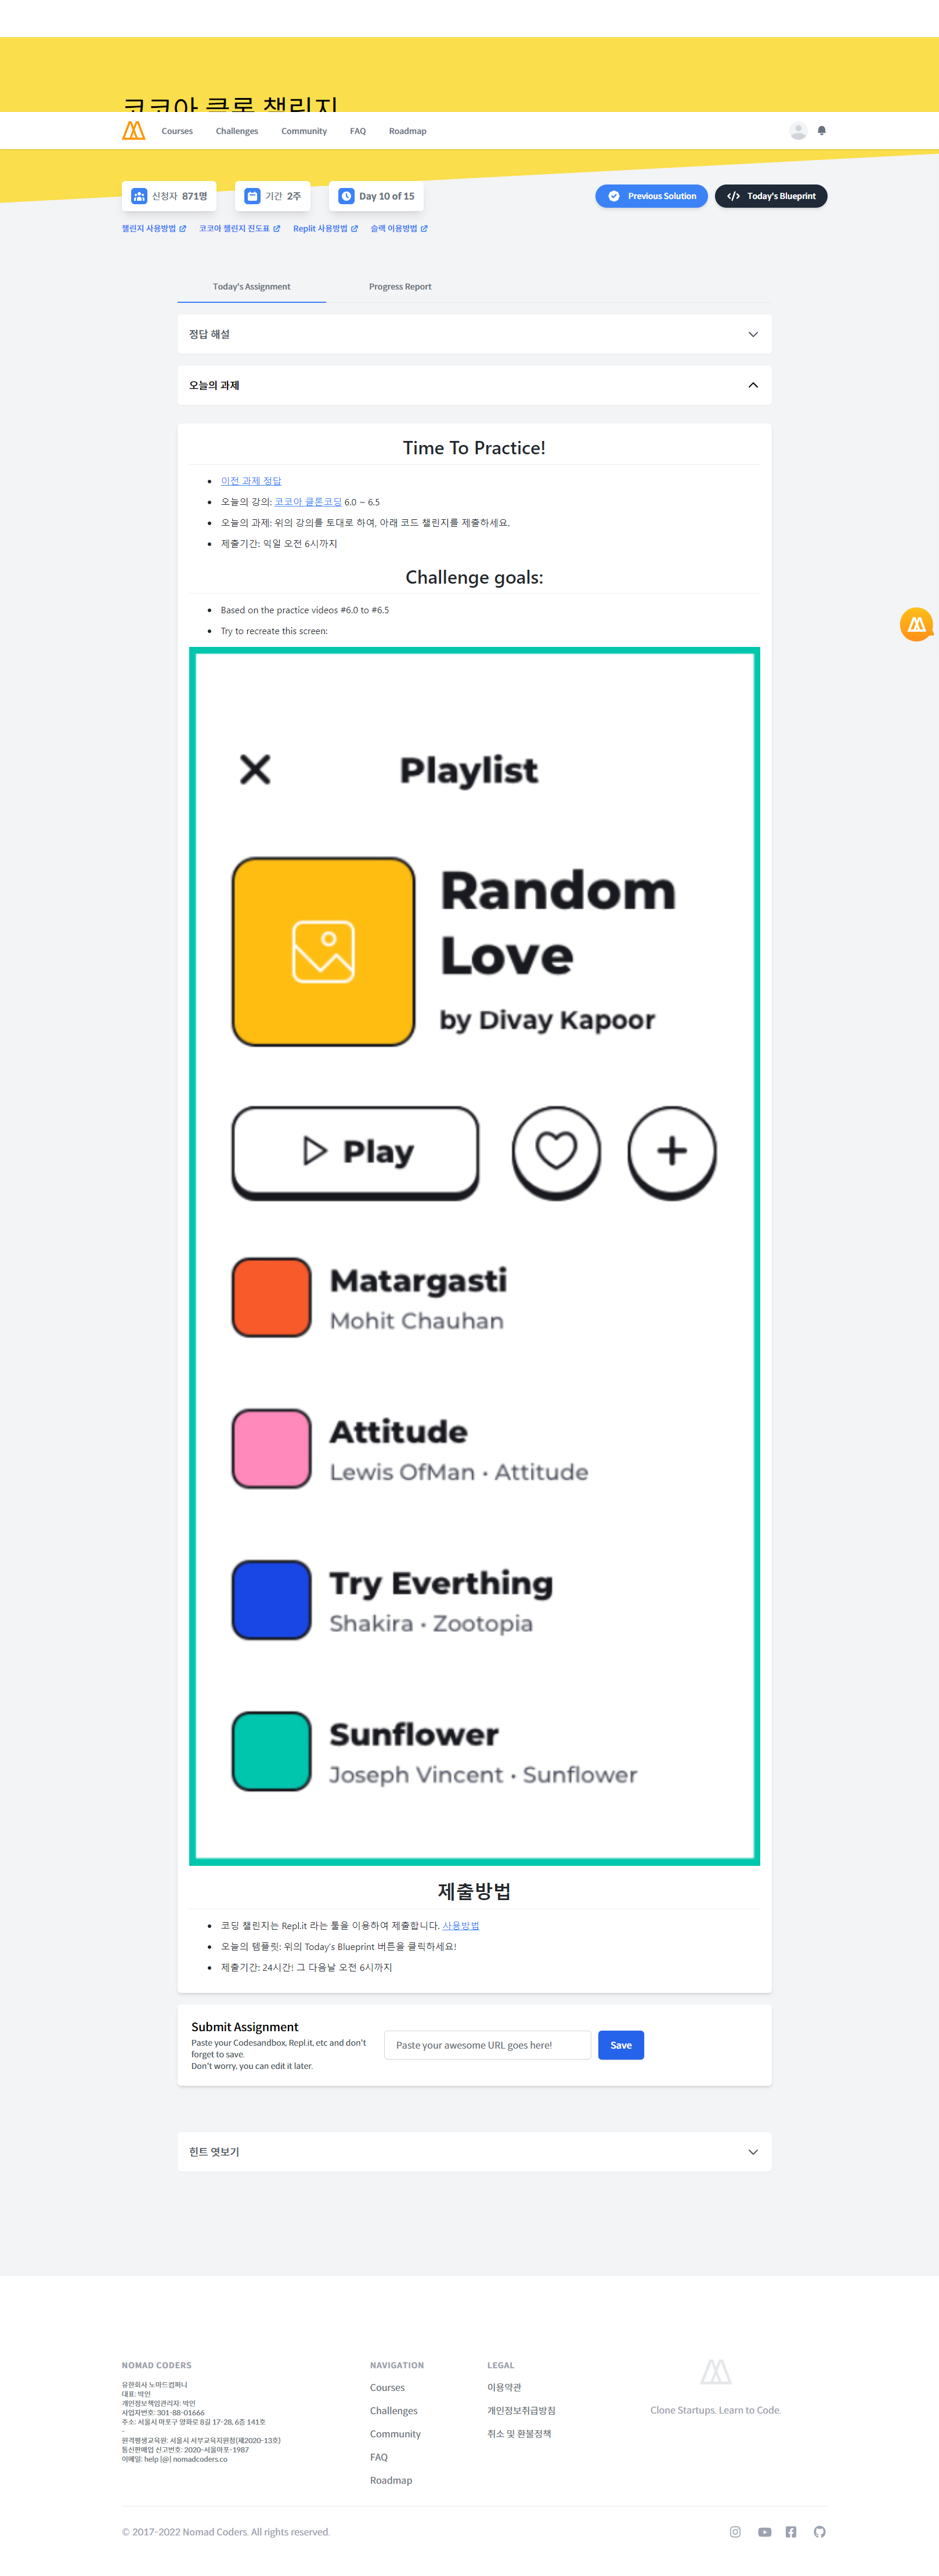 코코아 클론 챌린지
Courses Challenges Community FAQ Roadmap
신청자 871명 기간 2주 Day 10 of 15 Previous Solution Today's Blueprint
챌린지 사용방법 코코아 챌린지 진도표 Replit 사용방법 슬랙 이용방법
Today's Assignment Progress Report
정답 해설
오늘의 과제
Time To Practice!
이전 과제 정답
오늘의 강의: 코코아 클론코딩 6.0 – 6.5
오늘의 과제: 위의 강의를 토대로 하여, 아래 코드 챌린지를 제출하세요.
제출기간: 익일 오전 6시까지
Challenge goals:
Based on the practice videos #6.0 to #6.5
Try to recreate this screen:
Playlist
Random
Love
by Divay Kapoor
Play
Matargasti
Mohit Chauhan
Attitude
Lewis OfMan • Attitude
Try Everthing
Shakira • Zootopia
Sunflower
Joseph Vincent • Sunflower
제출방법
코딩 챌린지는 Repl.it 라는 툴을 이용하여 제출합니다. 사용방법
오늘의 템플릿: 위의 Today's Blueprint 버튼을 클릭하세요!
제출기간: 24시간! 그 다음날 오전 6시까지
Submit Assignment
Paste your Codesandbox, Repl.it, etc and don't
forget to save.
Don't worry, you can edit it later.
Paste your awesome URL goes here! Save
힌트 엿보기
NOMAD CODERS
유한회사 노마드컴퍼니
대표: 박인
개인정보책임관리자: 박인
사업자번호: 301-88-01666
주소: 서울시 마포구 양화로 8길 17-28, 6층 141호
-
원격평생교육원: 서울시 서부교육지원청(제2020-13호)
통신판매업 신고번호: 2020-서울마포-1987
이메일: help [@] nomadcoders.co
NAVIGATION
Courses
Challenges
Community
FAQ
Roadmap
LEGAL
이용약관
개인정보취급방침
취소 및 환불정책
Clone Startups. Learn to Code.
© 2017-2022 Nomad Coders. All rights reserved.